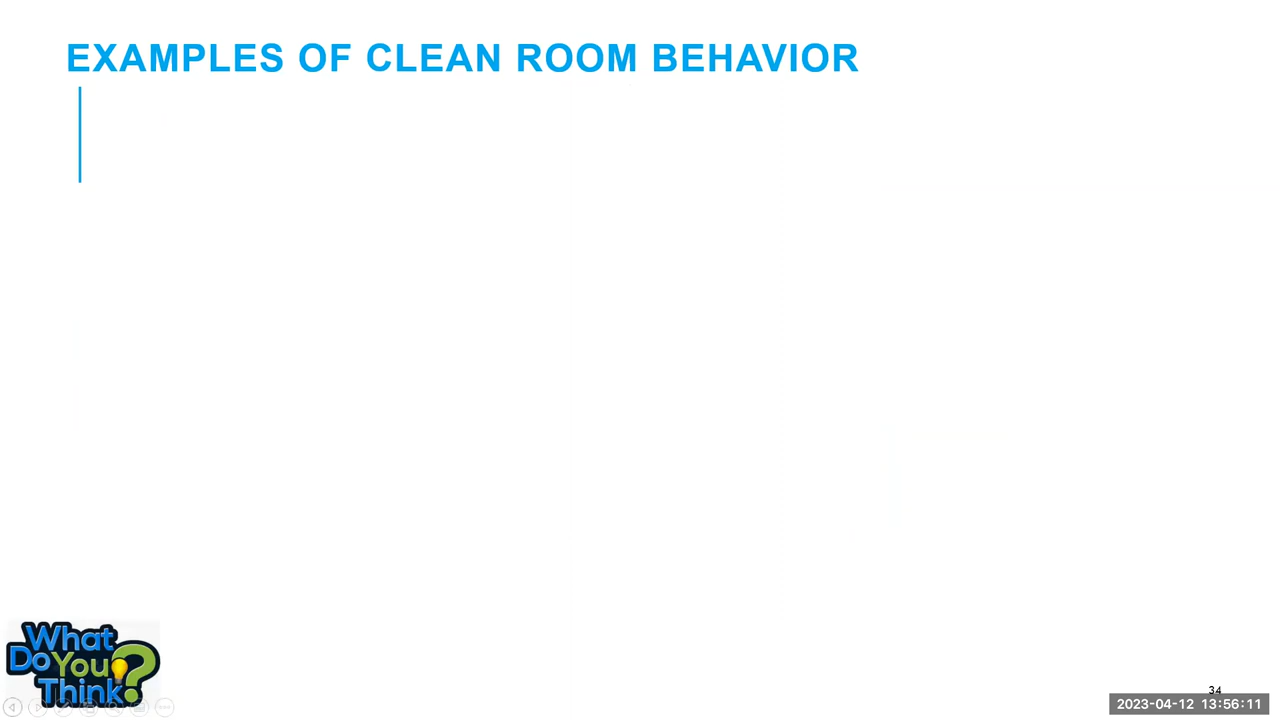 EXAMPLES OF CLEAN ROOM BEHAVIOR
What
Do You
Think?
34
2023-04-12 13:56:11